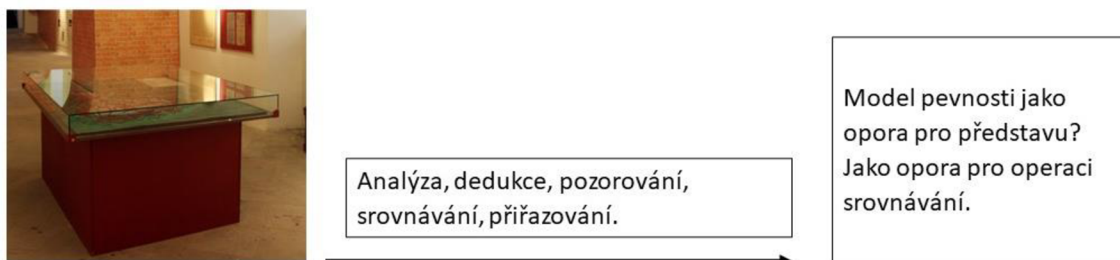 Analýza, dedukce, pozorování,
srovnávání, přiřazování.
Model pevnosti jako
opora pro představu?
Jako opora pro operaci
srovnávání.